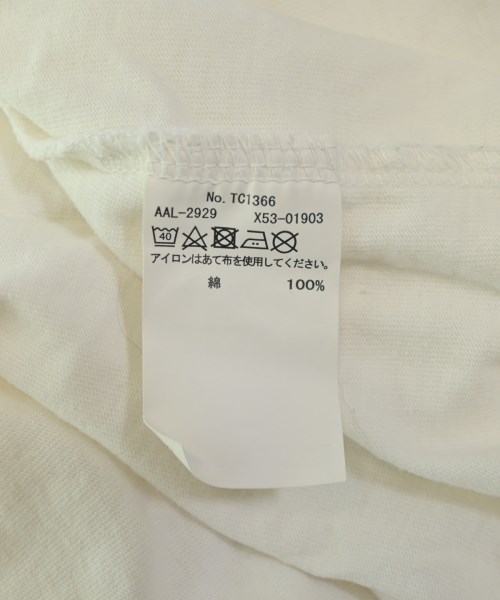 No. TC1366
AAL-2929 X53-01903
40
アイロンはあて布を使用してください。
綿 100%